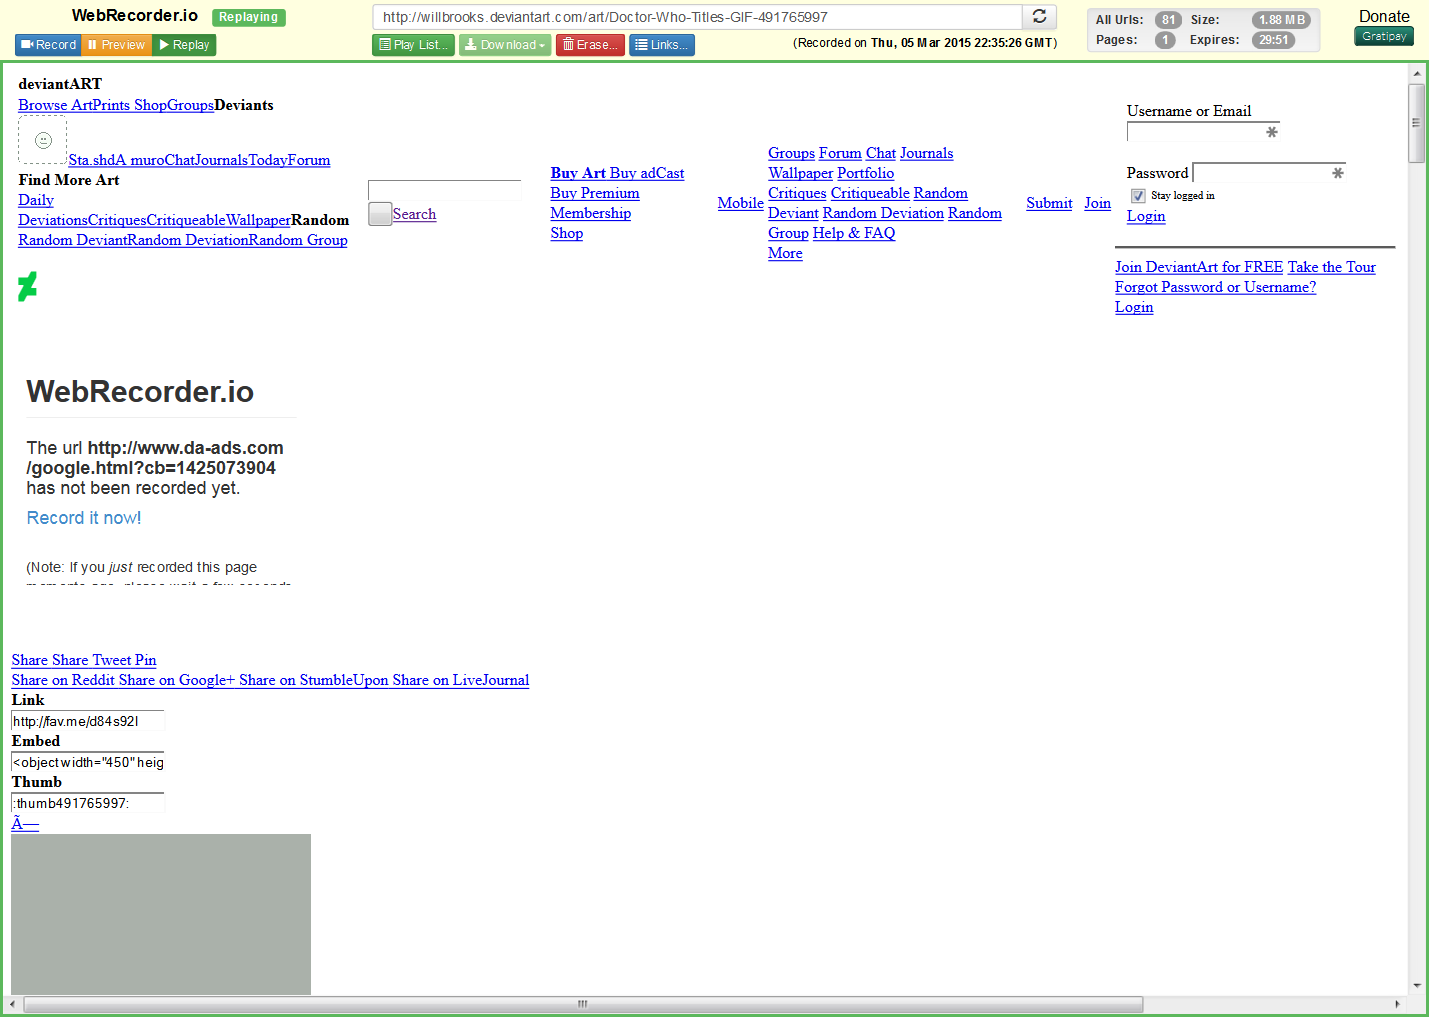 WebRecorder.io Replaying
http://willbrooks.deviantart.com/art/Doctor-Who-Titles-GIF-491765997
All Urls: 81 Size: 1.88 MB
Pages: 1 Expires: 29:51
Donate
Gratipay
Record Preview Replay
Play List... Download Erase... Links...
(Recorded on Thu, 05 Mar 2015 22:35:26 GMT)
deviantART
Browse ArtPrints ShopGroupsDeviants
Sta.shdA muroChatJournalsTodayForum
Find More Art
Daily
DeviationsCritiquesCritiqueableWallpaperRandom
Random DeviantRandom DeviationRandom Group
Search
Buy Art Buy adCast
Buy Premium
Membership
Shop
Mobile
Groups Forum Chat Journals
Wallpaper Portfolio
Critiques Critiqueable Random
Deviant Random Deviation Random
Group Help & FAQ
More
Submit Join
Username or Email
Password
Stay logged in
Login
Join DeviantArt for FREE Take the Tour
Forgot Password or Username?
Login
WebRecorder.io
The url http://www.da-ads.com
/google.html?cb=1425073904
has not been recorded yet.
Record it now!
(Note: If you just recorded this page
moments ago, please wait a few seconds
Share Share Tweet Pin
Share on Reddit Share on Google+ Share on StumbleUpon Share on LiveJournal
Link
http://fav.me/d84s92l
Embed
<object width="450" heig
Thumb
:thumb491765997:
Ã—